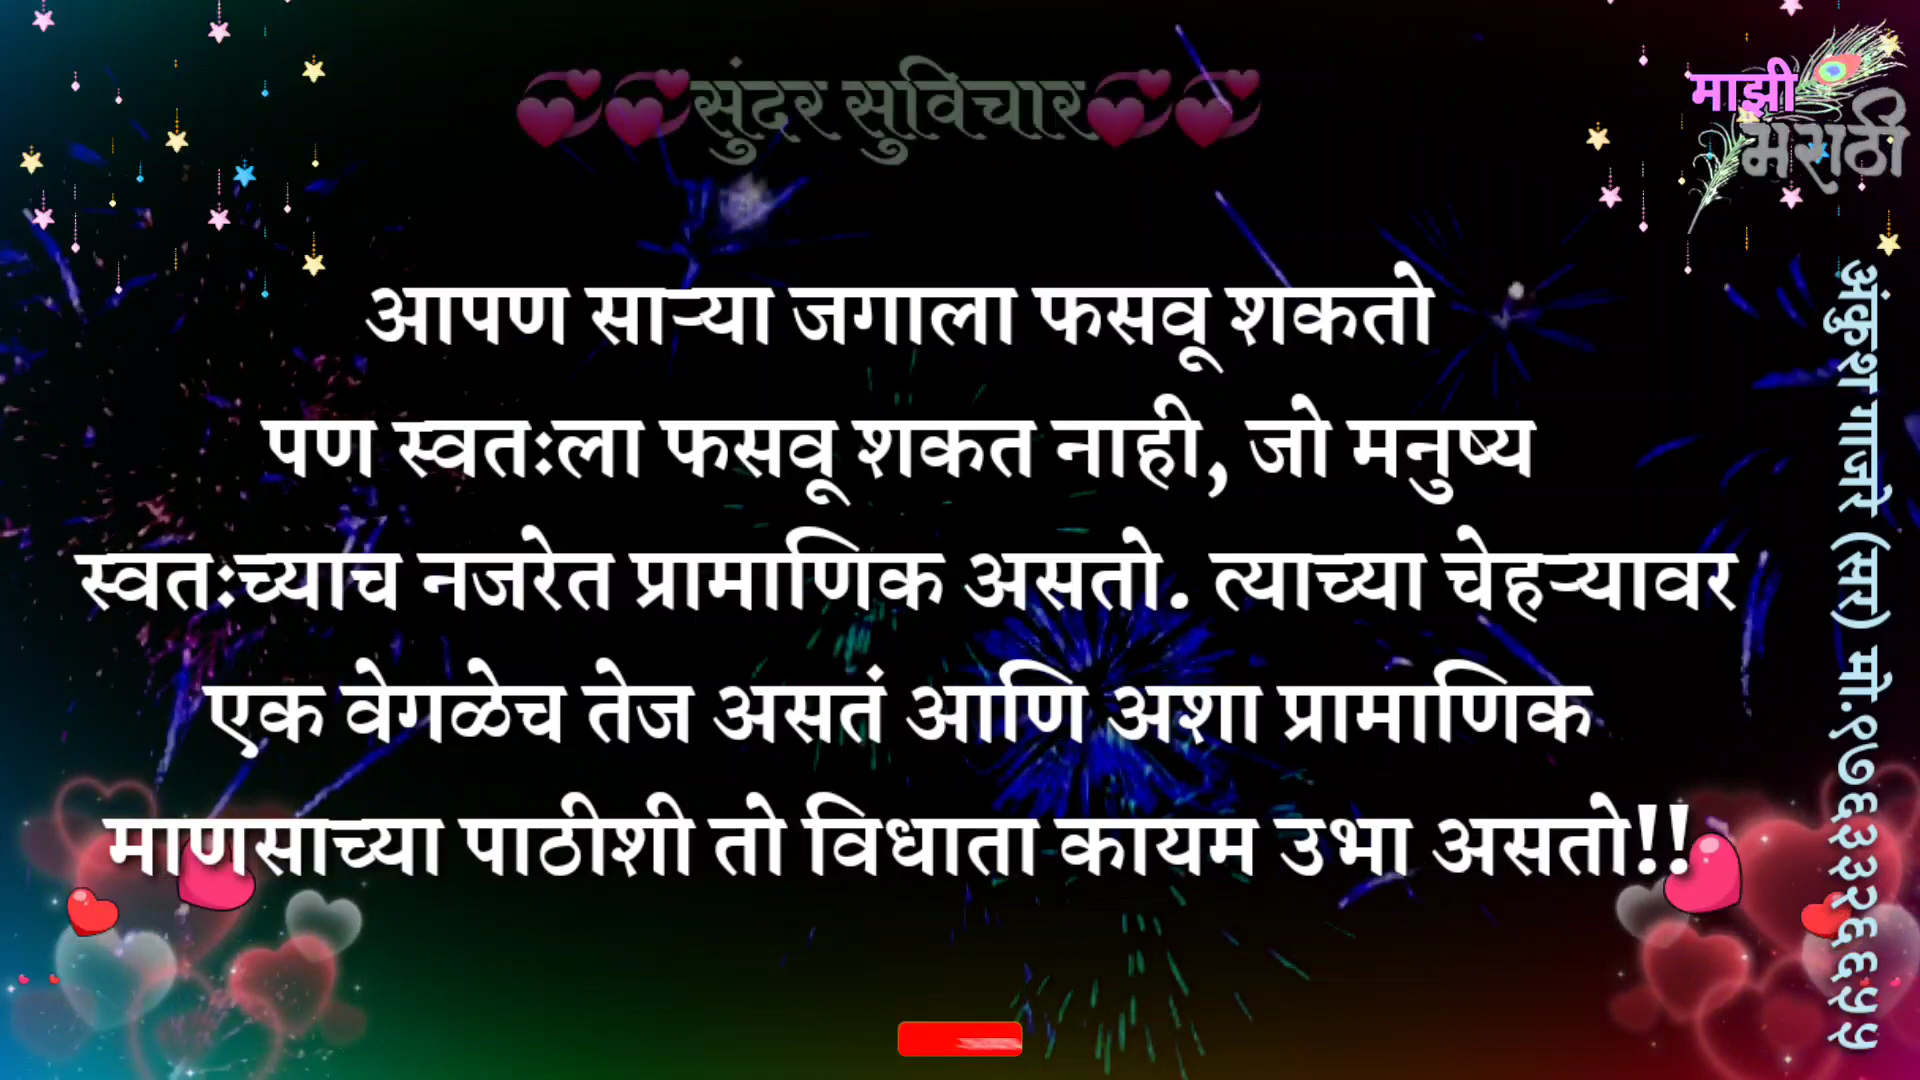 सुंदर सुविचार
माझी
मराठी
आपण साऱ्या जगाला फसवू शकतो
पण स्वतःला फसवू शकत नाही, जो मनुष्य
स्वतःच्याच नजरेत प्रामाणिक असतो. त्याच्या चेहऱ्यावर
एक वेगळेच तेज असतं आणि अशा प्रामाणिक
माणसाच्या पाठीशी तो विधाता कायम उभा असतो!!
अंकुश गाजरे (सर) मो.९७६३३२६६५५